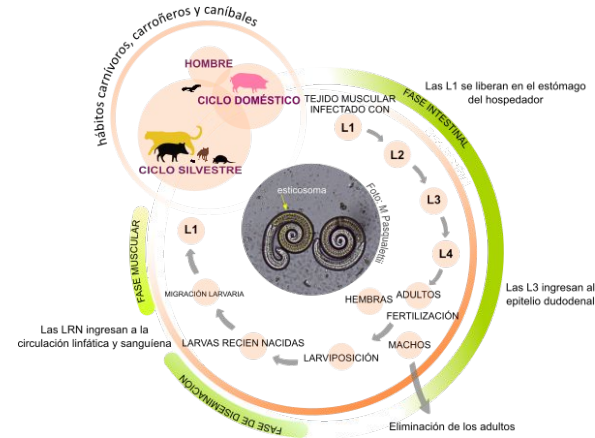 hábitos carnívoros, carroñeros y caníbales
HOMBRE
CICLO DOMÉSTICO
CICLO SILVESTRE
TEJIDO MUSCULAR
INFECTADO CON
L1
L2
L3
L4
FASE INTESTINAL
Las L1 se liberan en el estómago
del hospedador
esticosoma
Foto: M Pasqualetti
Las L3 ingresan al
epitelio dudodenal
HEMBRAS
ADULTOS
FERTILIZACIÓN
MACHOS
Eliminación de los adultos
LARVIPOSICIÓN
LARVAS RECIEN NACIDAS
FASE DE DISEMINACIÓN
Las LRN ingresan a la
circulación linfática y sanguíena
MIGRACIÓN LARVARIA
FASE MUSCULAR
L1